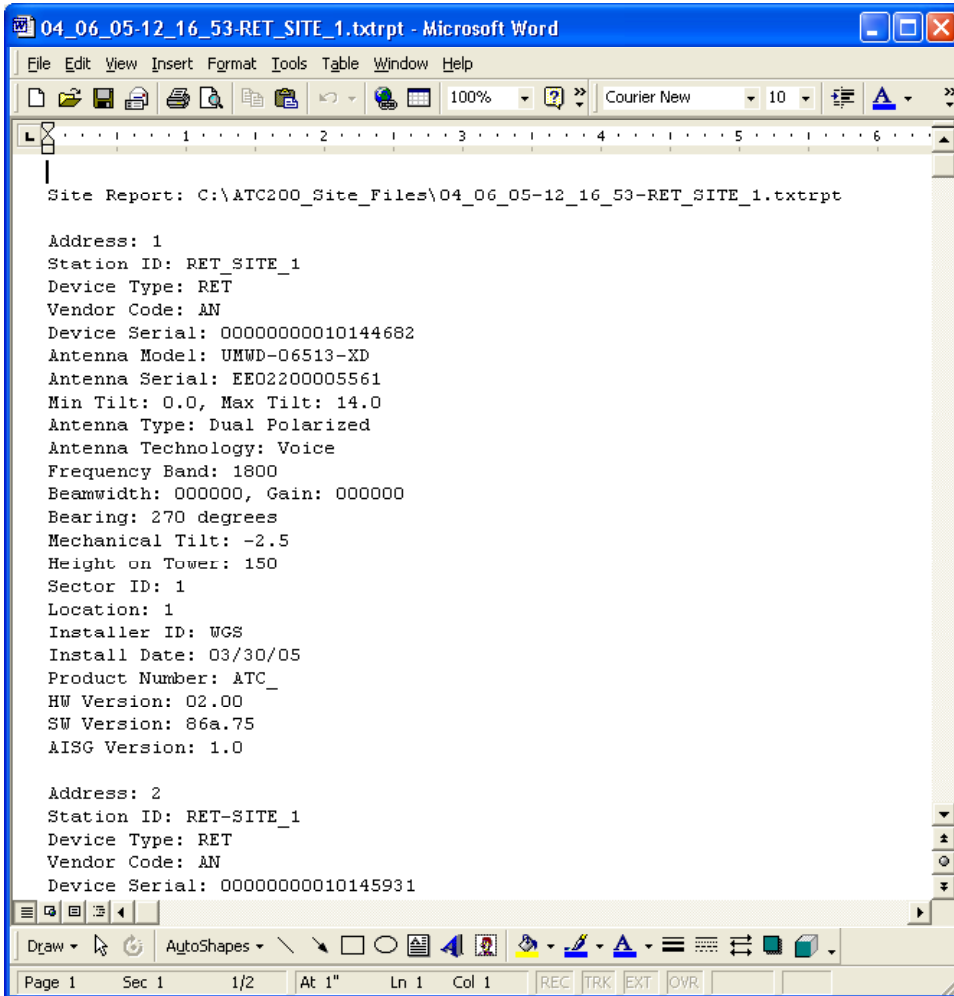 04_06_05-12_16_53-RET_SITE_1.txtrpt - Microsoft Word
File Edit View Insert Format Tools Table Window Help
100% Courier New 10 A
1 2 3 4 5 6
Site Report: C:\ATC200_Site_Files\04_06_05-12_16_53-RET_SITE_1.txtrpt
Address: 1
Station ID: RET_SITE_1
Device Type: RET
Vendor Code: AN
Device Serial: 00000000010144682
Antenna Model: UMWD-06513-XD
Antenna Serial: EE02200005561
Min Tilt: 0.0, Max Tilt: 14.0
Antenna Type: Dual Polarized
Antenna Technology: Voice
Frequency Band: 1800
Beamwidth: 000000, Gain: 000000
Bearing: 270 degrees
Mechanical Tilt: -2.5
Height on Tower: 150
Sector ID: 1
Location: 1
Installer ID: WGS
Install Date: 03/30/05
Product Number: ATC_
HW Version: 02.00
SW Version: 86a.75
AISG Version: 1.0
Address: 2
Station ID: RET-SITE_1
Device Type: RET
Vendor Code: AN
Device Serial: 00000000010145931
Draw AutoShapes A A
Page 1 Sec 1 1/2 At 1" Ln 1 Col 1 REC TRK EXT OVR